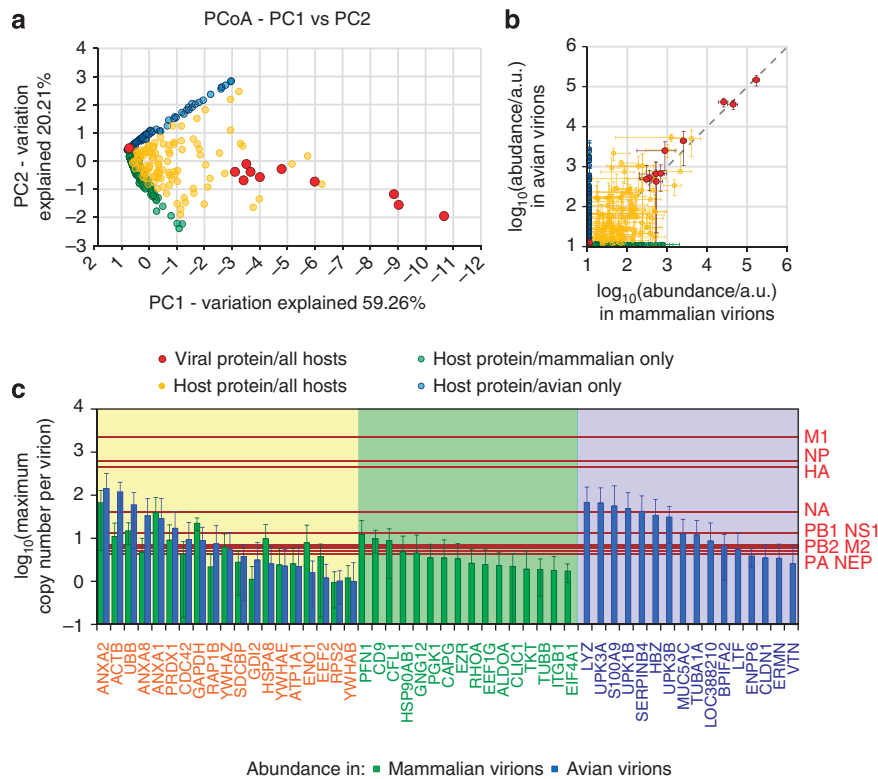 a
PCoA - PC1 vs PC2
PC2 - variation
explained 20.21%
4
3
2
1
0
−1
−2
−3
2
1
0
−1
−2
−3
−4
−5
−6
−7
−8
−9
−10
−11
−12
PC1 - variation explained 59.26%
b
log10(abudance/a.u.)
in avian virions
6
5
4
3
2
1
1
2
3
4
5
6
log10(abundance/a.u.)
in mammalian virions
Viral protein/all hosts
Host protein/mammalian only
Host protein/all hosts
Host protein/avian only
c
log10(maximum
copy number per virion)
4
3
2
1
0
−1
M1
NP
HA
NA
PB1 NS1
PB2 M2
PA NEP
ANXA2
ACTB
UBB
ANXA8
ANXA1
PRDX1
CDC42
GAPDH
RAP1B
YWHAZ
SDCBP
GDI2
HSPA8
YWHAE
ATP1A1
ENO1
EEF2
RPS2
YWHAB
PFN1
CD9
CFL1
HSP90AB1
GNG12
PGK1
CAPG
EZR
RHOA
EEF1G
ALDOA
CLIC1
TKT
TUBB
ITGB1
EIF4A1
LYZ
UPK3A
S100A9
UPK1B
SERPINB4
HBZ
UPK3B
MUC5AC
TUBA1A
LOC388210
BPIFA2
LTF
ENPP6
CLDN1
ERMN
VTN
Abundance in: Mammalian virions Avian virions